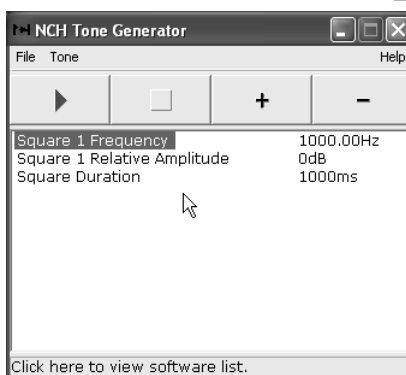 NCH Tone Generator
File Tone Help
+ -
Square 1 Frequency 1000.00Hz
Square 1 Relative Amplitude 0dB
Square Duration 1000ms
Click here to view software list.